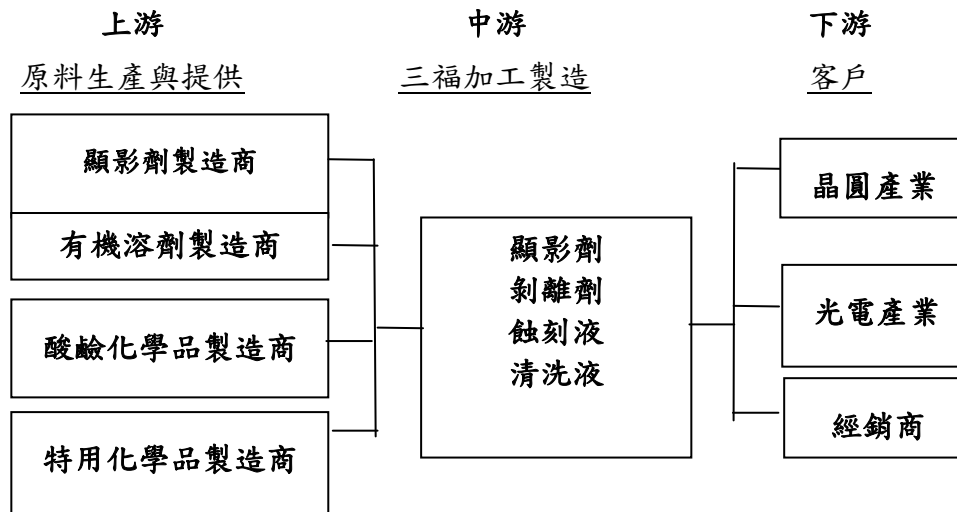 上游
中游
下游
原料生產與提供
三福加工製造
客戶
顯影劑製造商
有機溶劑製造商
酸鹼化學品製造商
特用化學品製造商
顯影劑
剝離劑
蝕刻液
清洗液
晶圓產業
光電產業
經銷商